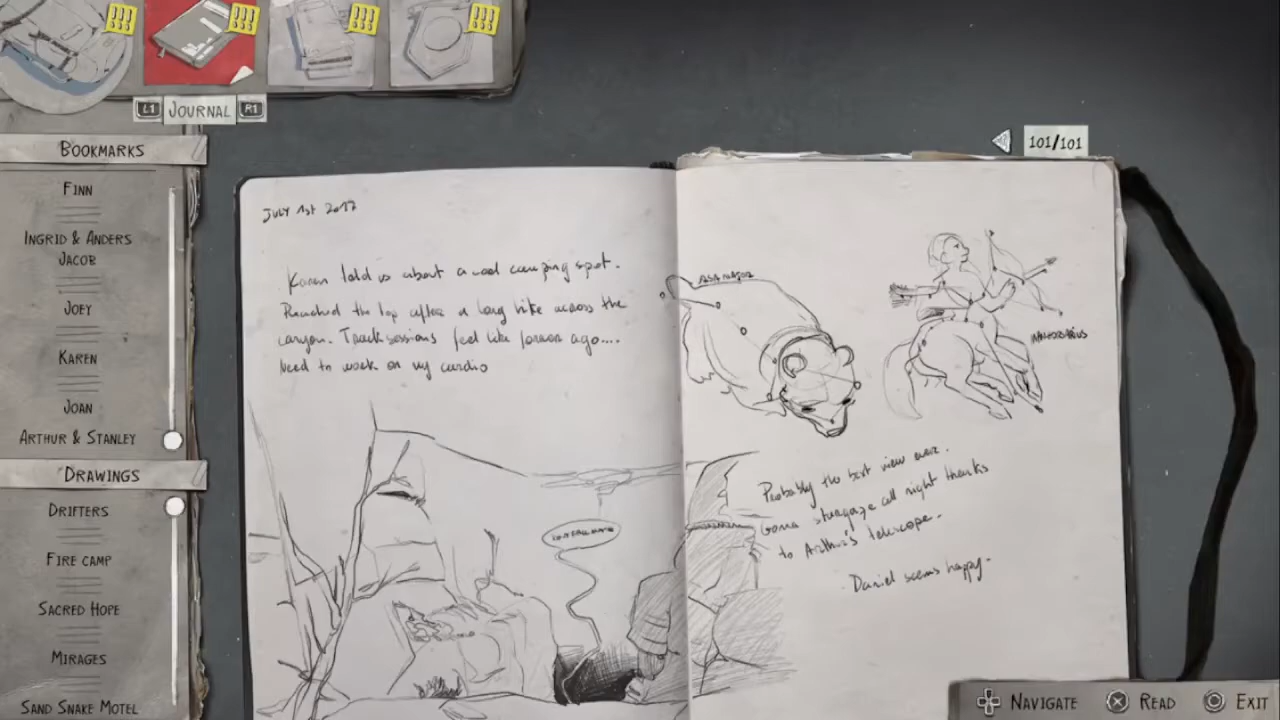 L1 JOURNAL R1
BOOKMARKS
FINN
INGRID & ANDERS
JACOB
JOEY
KAREN
JOAN
ARTHUR & STANLEY
DRAWINGS
DRIFTERS
FIRE CAMP
SACRED HOPE
MIRAGES
SAND SNAKE MOTEL
101/101
JULY 1st 2017
Karen told us about a cool camping spot.
Reached the top after a long hike across the
canyon. Track sessions feel like forever ago....
Need to work on my cardio
Probably the best view ever.
Gonna stargaze all night thanks
to Arthur's telescope.
Daniel seems happy.
NAVIGATE
READ
EXIT